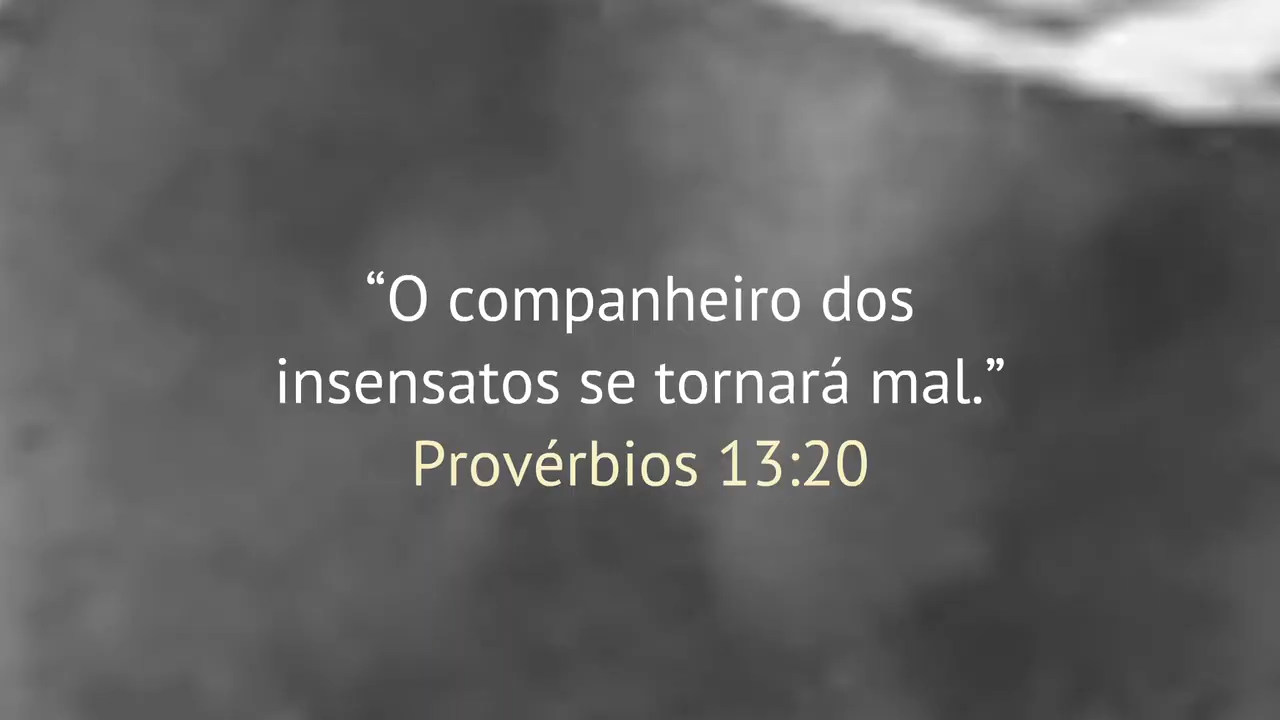 “O companheiro dos
insensatos se tornará mal.”
Provérbios 13:20